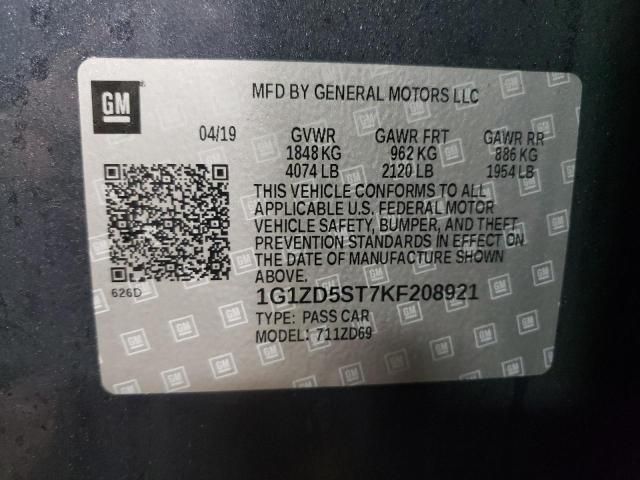 GM
MFD BY GENERAL MOTORS LLC
04/19 GVWR GAWR FRT GAWR RR
1848 KG 962 KG 886 KG
4074 LB 2120 LB 1954 LB
THIS VEHICLE CONFORMS TO ALL
APPLICABLE U.S. FEDERAL MOTOR
VEHICLE SAFETY, BUMPER, AND THEFT
PREVENTION STANDARDS IN EFFECT ON
THE DATE OF MANUFACTURE SHOWN
ABOVE.
626D
1G1ZD5ST7KF208921
TYPE: PASS CAR
MODEL: 711ZD69